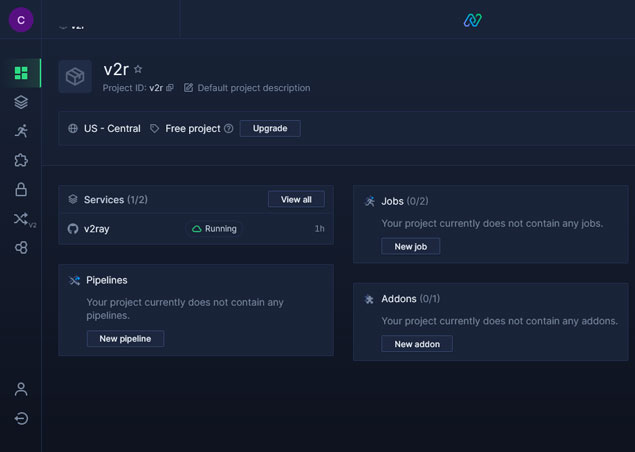 C
v2r
v2r
Project ID: v2r
Default project description
US - Central
Free project
Upgrade
Services (1/2)
View all
v2ray
Running
1h
Jobs (0/2)
Your project currently does not contain any jobs.
New job
Pipelines
Your project currently does not contain any
pipelines.
New pipeline
Addons (0/1)
Your project currently does not contain any addons.
New addon
V2